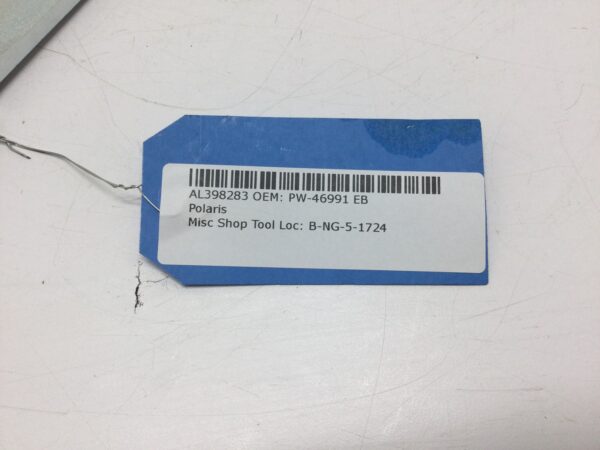 AL398283 OEM: PW-46991 EB
Polaris
Misc Shop Tool Loc: B-NG-5-1724